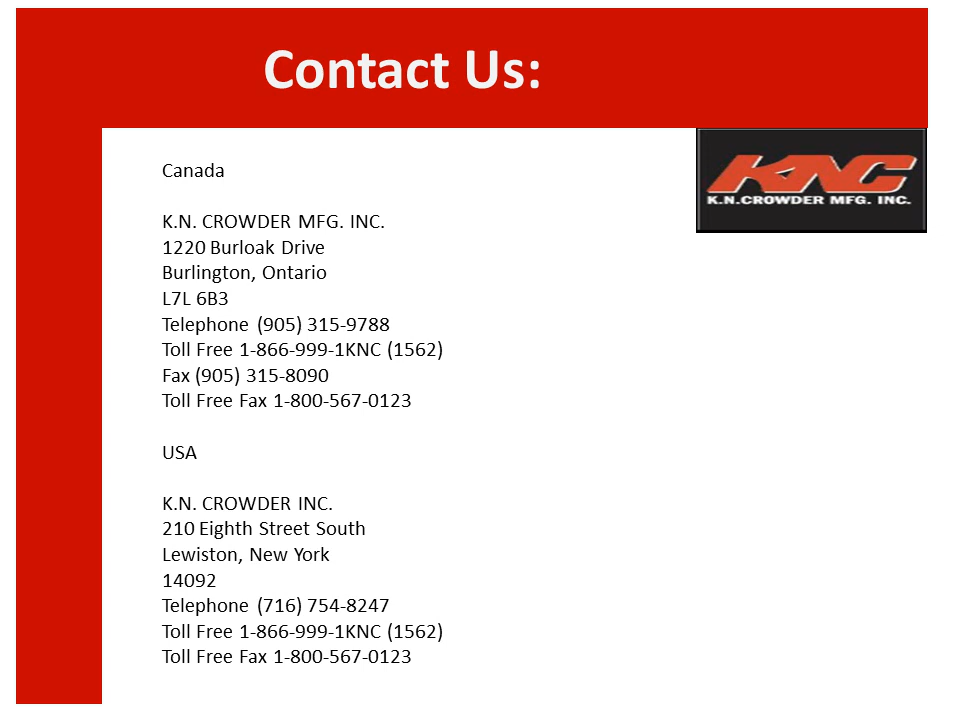 Contact Us:
KNC
K.N.CROWDER MFG. INC.
Canada
K.N. CROWDER MFG. INC.
1220 Burloak Drive
Burlington, Ontario
L7L 6B3
Telephone (905) 315-9788
Toll Free 1-866-999-1KNC (1562)
Fax (905) 315-8090
Toll Free Fax 1-800-567-0123
USA
K.N. CROWDER INC.
210 Eighth Street South
Lewiston, New York
14092
Telephone (716) 754-8247
Toll Free 1-866-999-1KNC (1562)
Toll Free Fax 1-800-567-0123